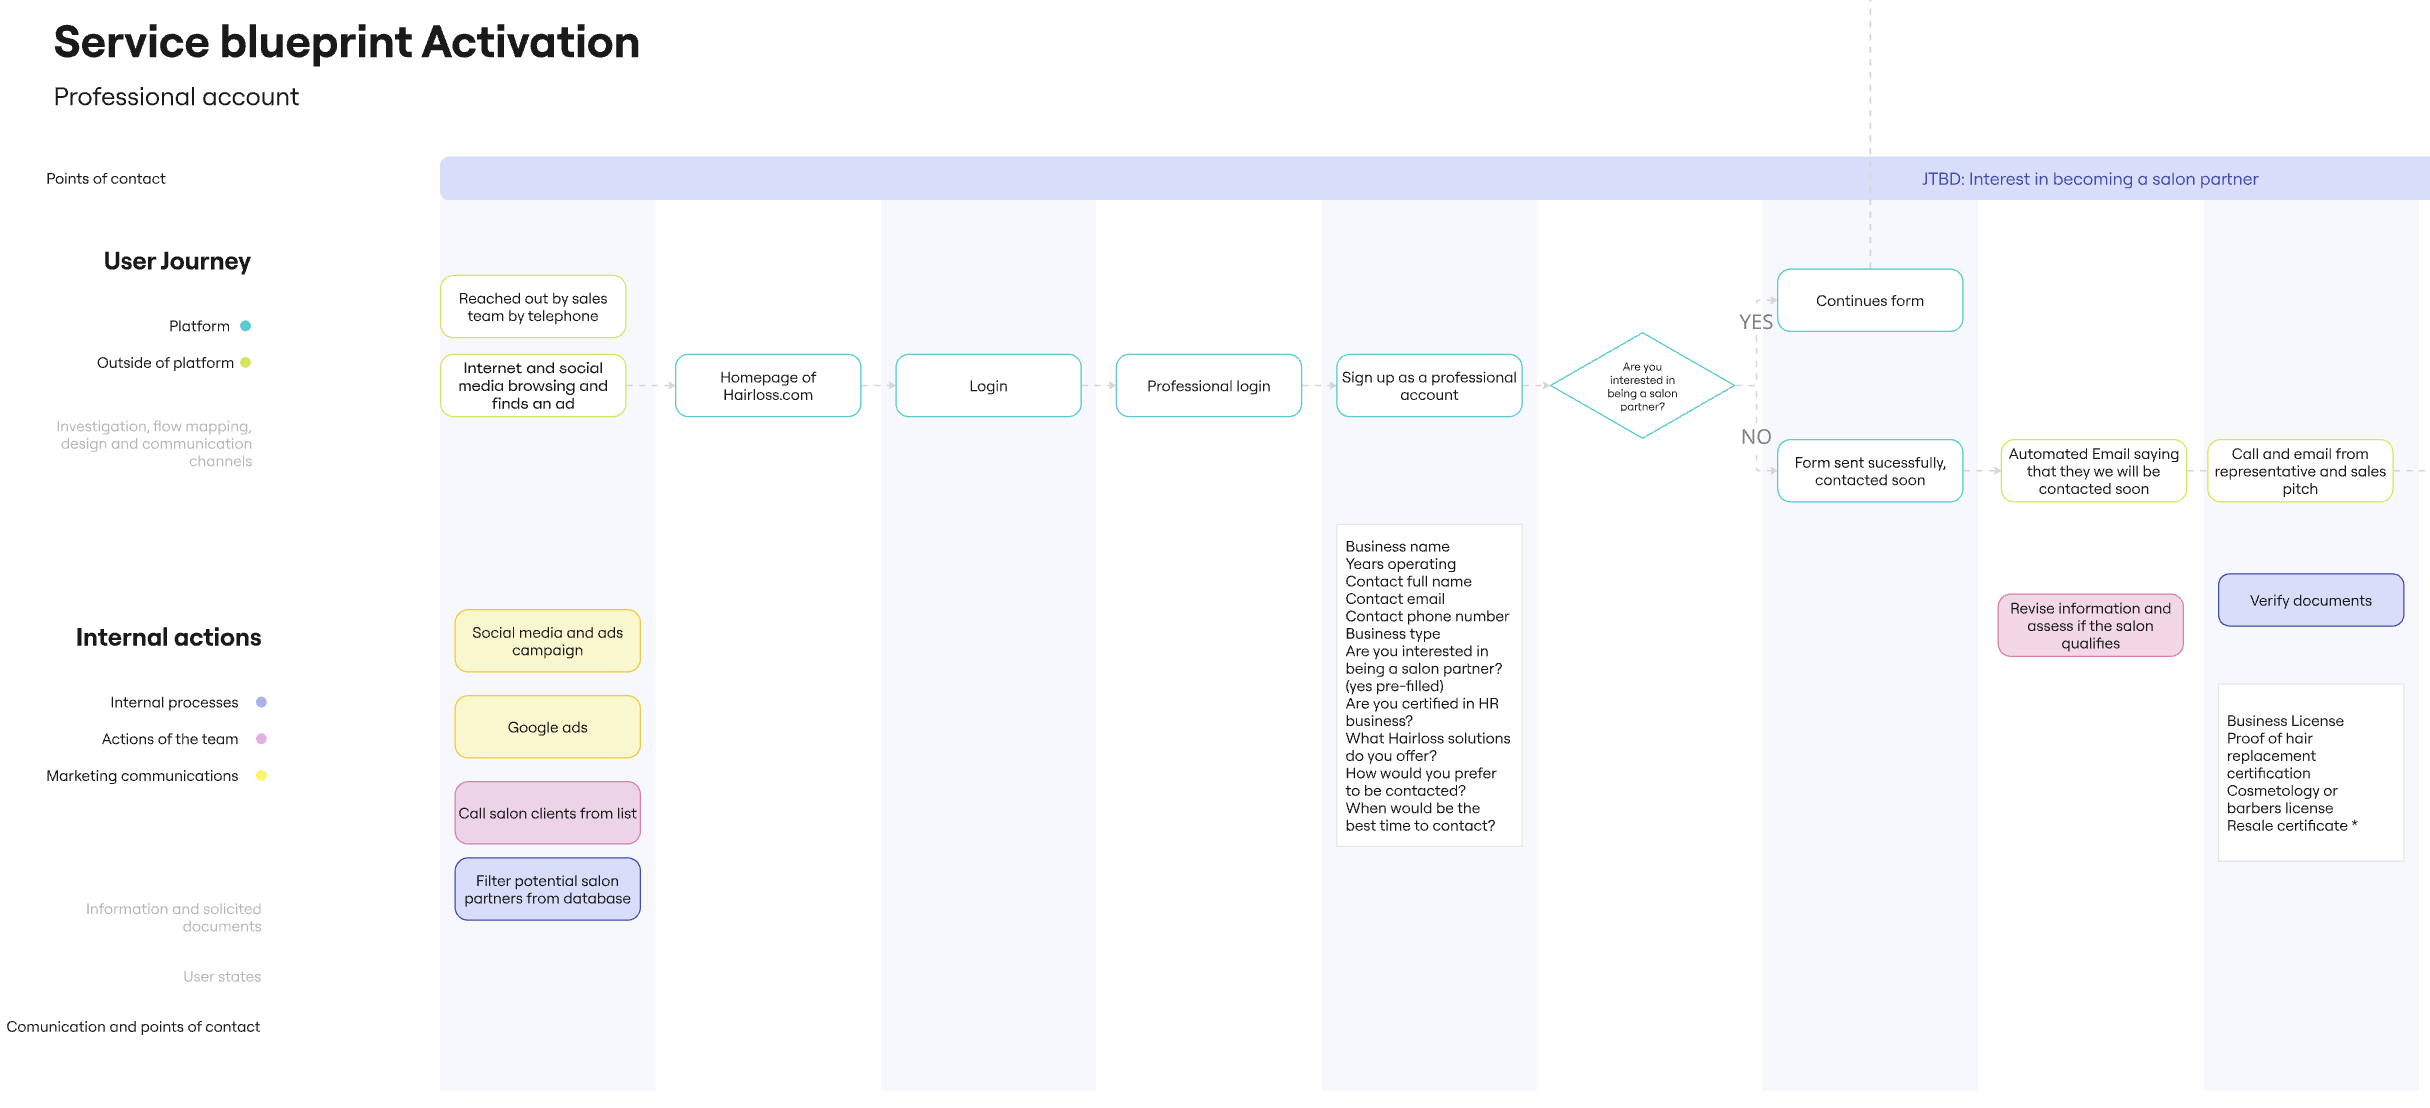 Service blueprint Activation
Professional account
Points of contact
JTBD: Interest in becoming a salon partner
User Journey
Platform
Outside of platform
Investigation, flow mapping,
design and communication
channels
Reached out by sales
team by telephone
Internet and social
media browsing and
finds an ad
Homepage of
Hairloss.com
Login
Professional login
Sign up as a professional
account
Are you
interested in
being a salon
partner?
YES
NO
Continues form
Form sent sucessfully,
contacted soon
Automated Email saying
that they we will be
contacted soon
Call and email from
representative and sales
pitch
Internal actions
Internal processes
Actions of the team
Marketing communications
Information and solicited
documents
User states
Comunication and points of contact
Social media and ads
campaign
Google ads
Call salon clients from list
Filter potential salon
partners from database
Business name
Years operating
Contact full name
Contact email
Contact phone number
Business type
Are you interested in
being a salon partner?
(yes pre-filled)
Are you certified in HR
business?
What Hairloss solutions
do you offer?
How would you prefer
to be contacted?
When would be the
best time to contact?
Revise information and
assess if the salon
qualifies
Verify documents
Business License
Proof of hair
replacement
certification
Cosmetology or
barbers license
Resale certificate *